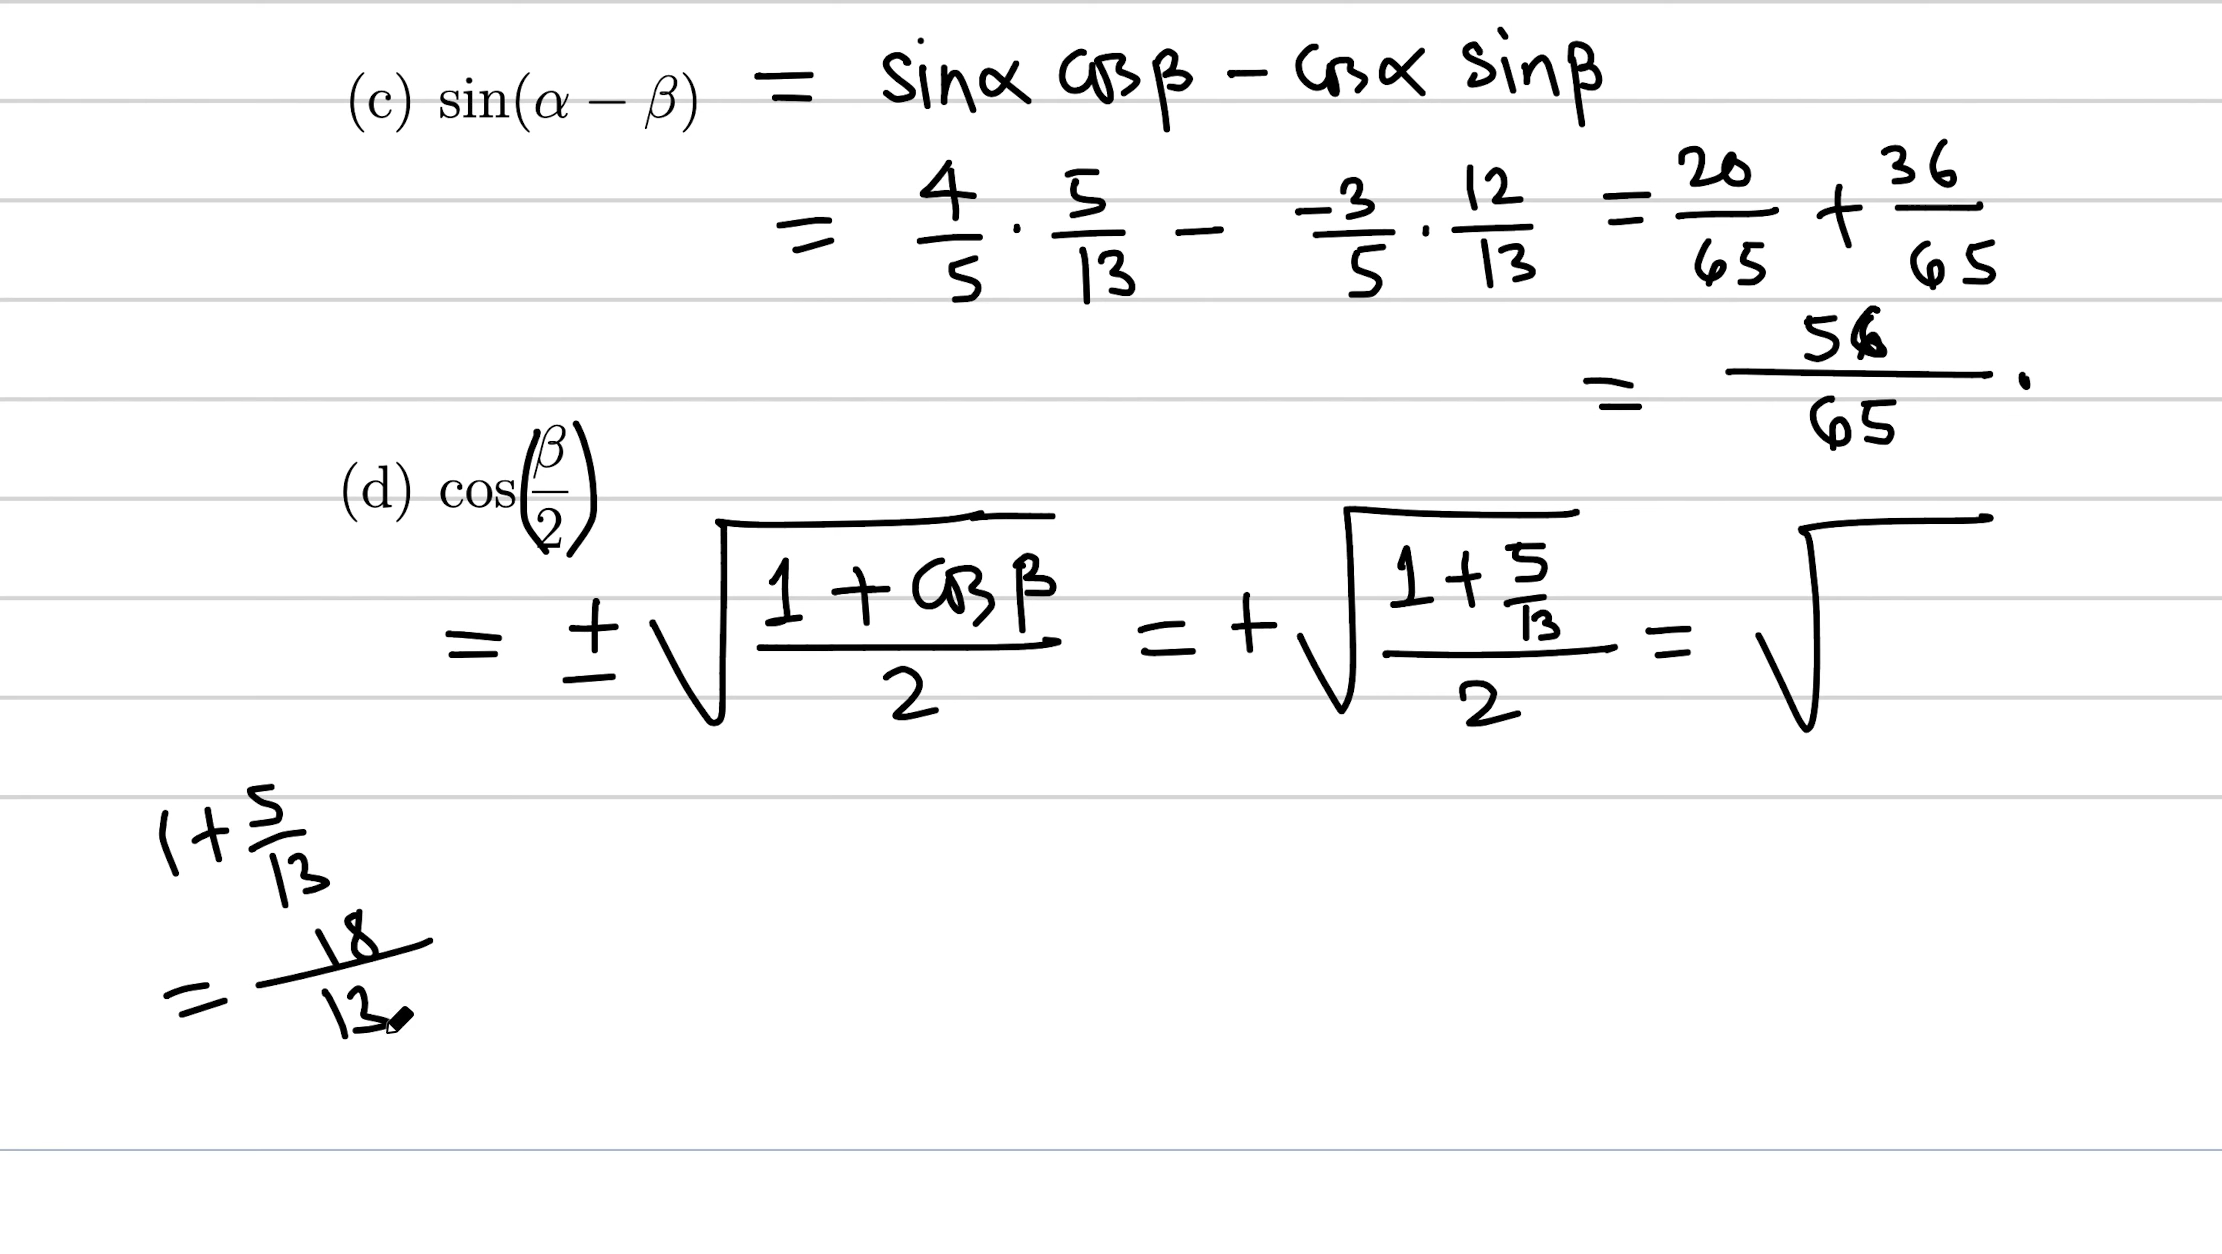 (c) sin(α − β) = sinα cosβ − cosα sinβ
= 4/5 · 5/13 − -3/5 · 12/13 = 20/65 + 36/65
= 56/65 .
(d) cos(β/2)
= ± √((1 + cosβ)/2) = + √((1 + 5/13)/2) = √
1 + 5/13
= 18/13